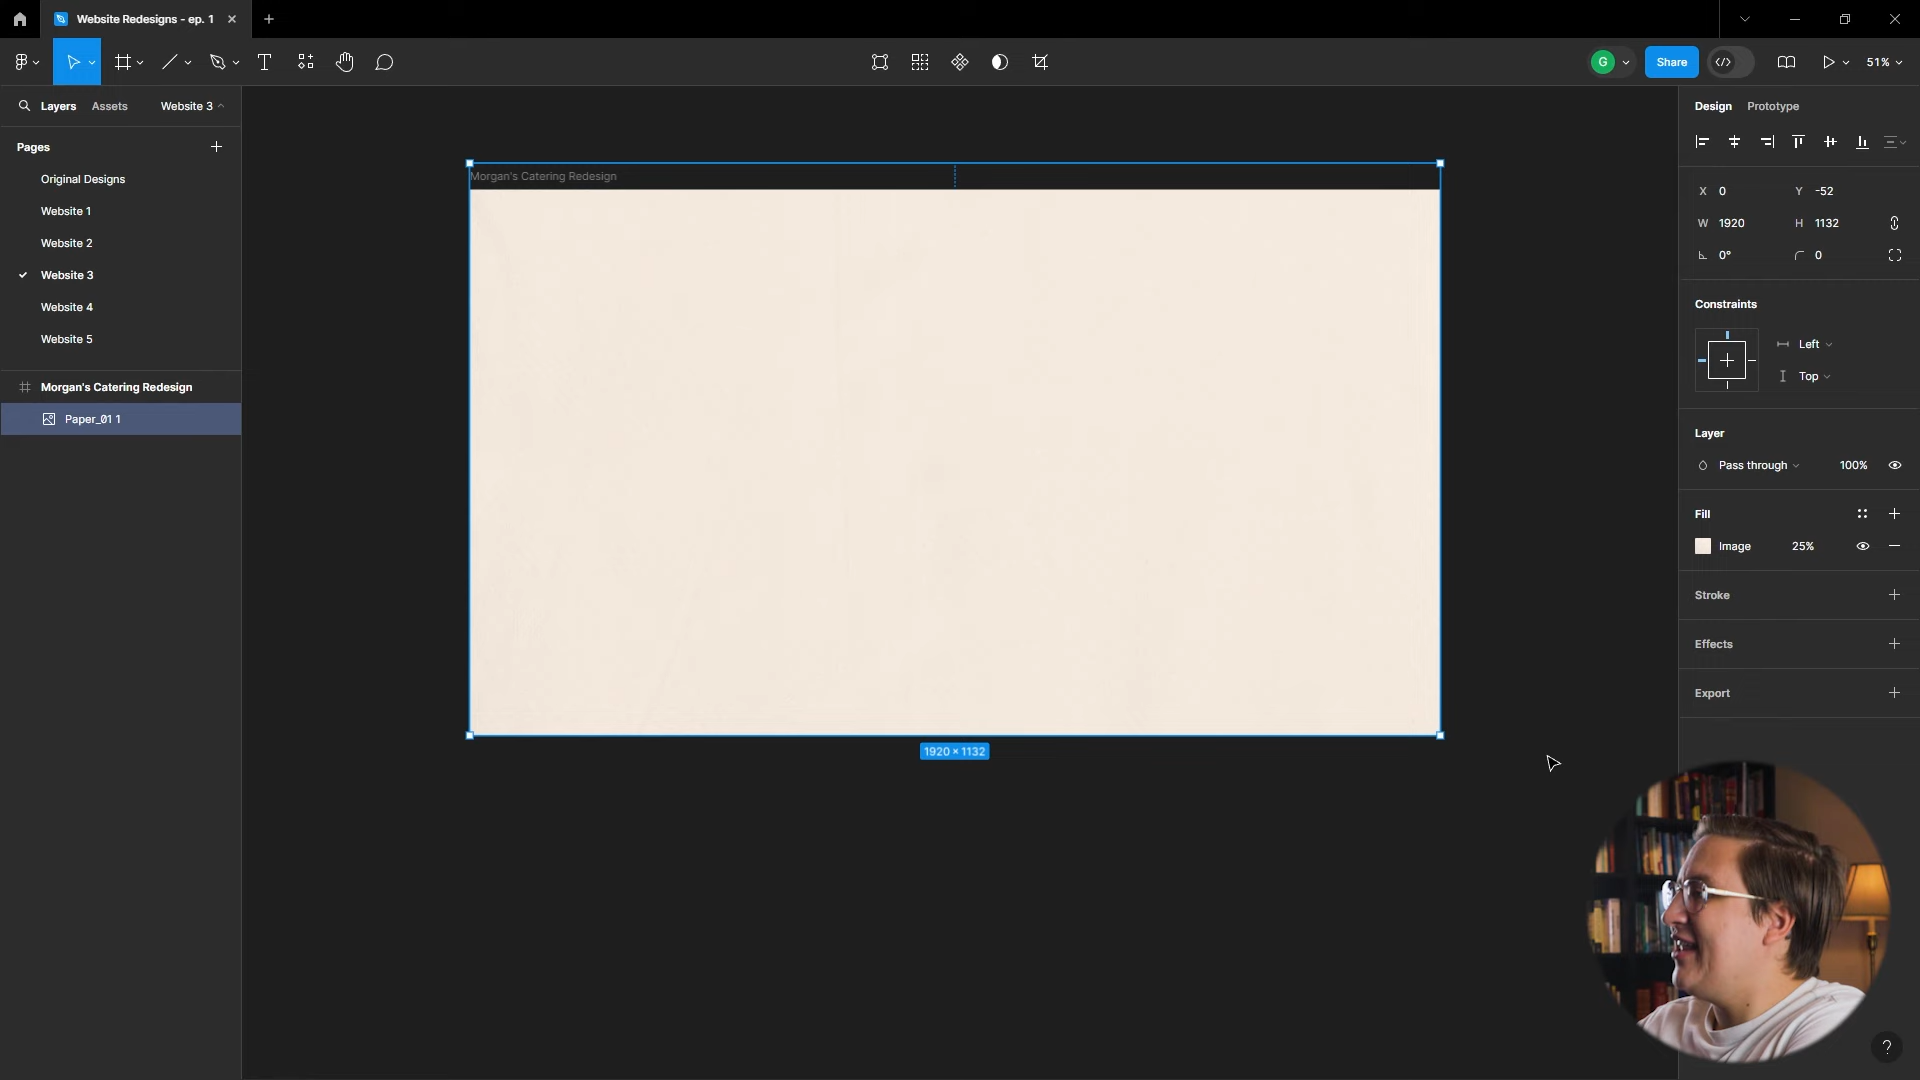 Website Redesigns - ep. 1
Share
51%
Layers
Assets
Website 3
Pages
Original Designs
Website 1
Website 2
Website 3
Website 4
Website 5
Morgan's Catering Redesign
Paper_01 1
Morgan's Catering Redesign
1920 × 1132
G
Design
Prototype
X 0 Y -52
W 1920 H 1132
0° 0
Constraints
Left
Top
Layer
Pass through 100%
Fill
Image 25%
Stroke
Effects
Export
?